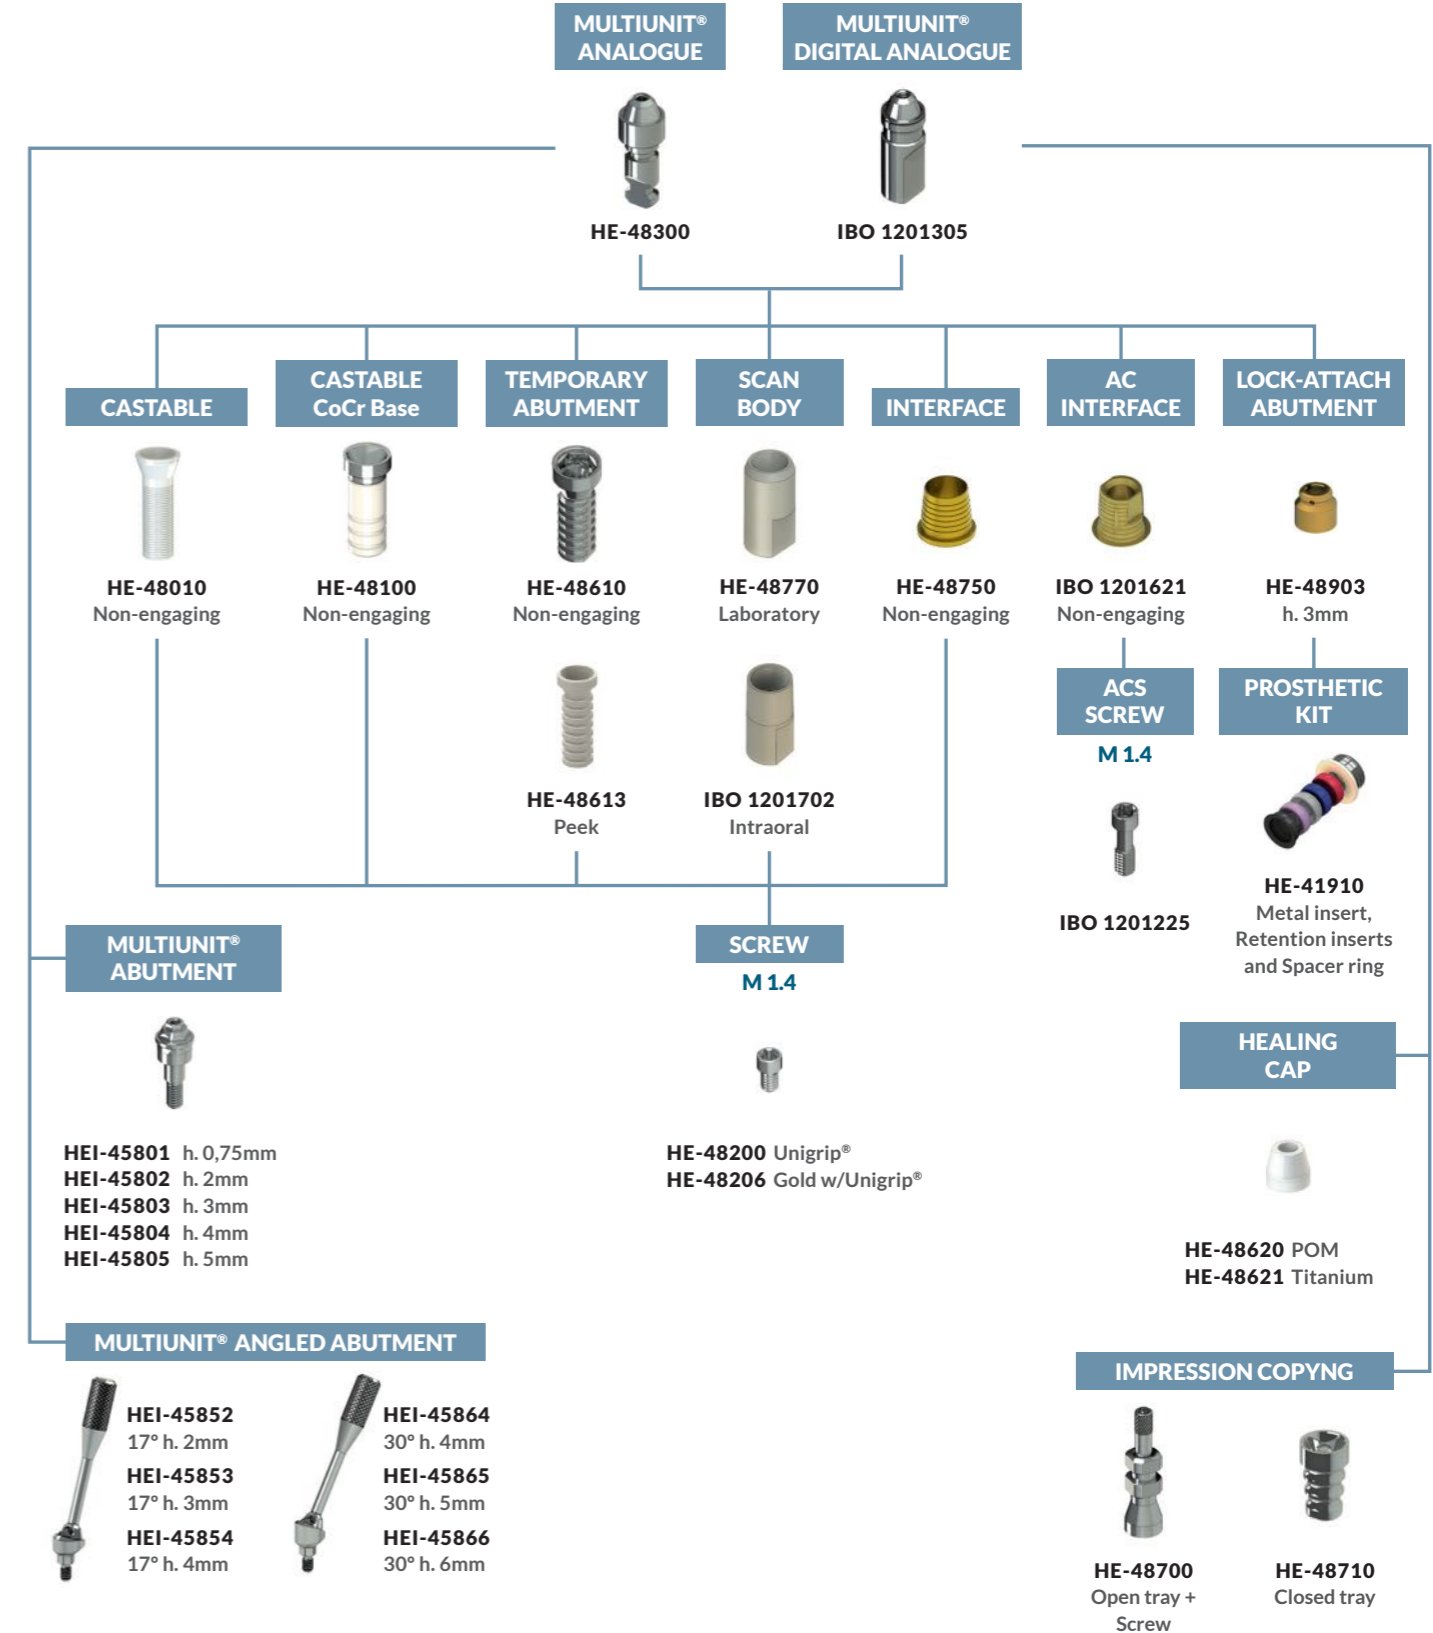 MULTIUNIT®
ANALOGUE
MULTIUNIT®
DIGITAL ANALOGUE
HE-48300
IBO 1201305
CASTABLE
CASTABLE
CoCr Base
TEMPORARY
ABUTMENT
SCAN
BODY
INTERFACE
AC
INTERFACE
LOCK-ATTACH
ABUTMENT
HE-48010
Non-engaging
HE-48100
Non-engaging
HE-48610
Non-engaging
HE-48770
Laboratory
HE-48750
Non-engaging
IBO 1201621
Non-engaging
HE-48903
h. 3mm
HE-48613
Peek
IBO 1201702
Intraoral
ACS
SCREW
M 1.4
IBO 1201225
PROSTHETIC
KIT
HE-41910
Metal insert,
Retention inserts
and Spacer ring
MULTIUNIT®
ABUTMENT
HEI-45801 h. 0,75mm
HEI-45802 h. 2mm
HEI-45803 h. 3mm
HEI-45804 h. 4mm
HEI-45805 h. 5mm
SCREW
M 1.4
HE-48200 Unigrip®
HE-48206 Gold w/Unigrip®
HEALING
CAP
HE-48620 POM
HE-48621 Titanium
MULTIUNIT® ANGLED ABUTMENT
HEI-45852
17° h. 2mm
HEI-45853
17° h. 3mm
HEI-45854
17° h. 4mm
HEI-45864
30° h. 4mm
HEI-45865
30° h. 5mm
HEI-45866
30° h. 6mm
IMPRESSION COPYNG
HE-48700
Open tray +
Screw
HE-48710
Closed tray